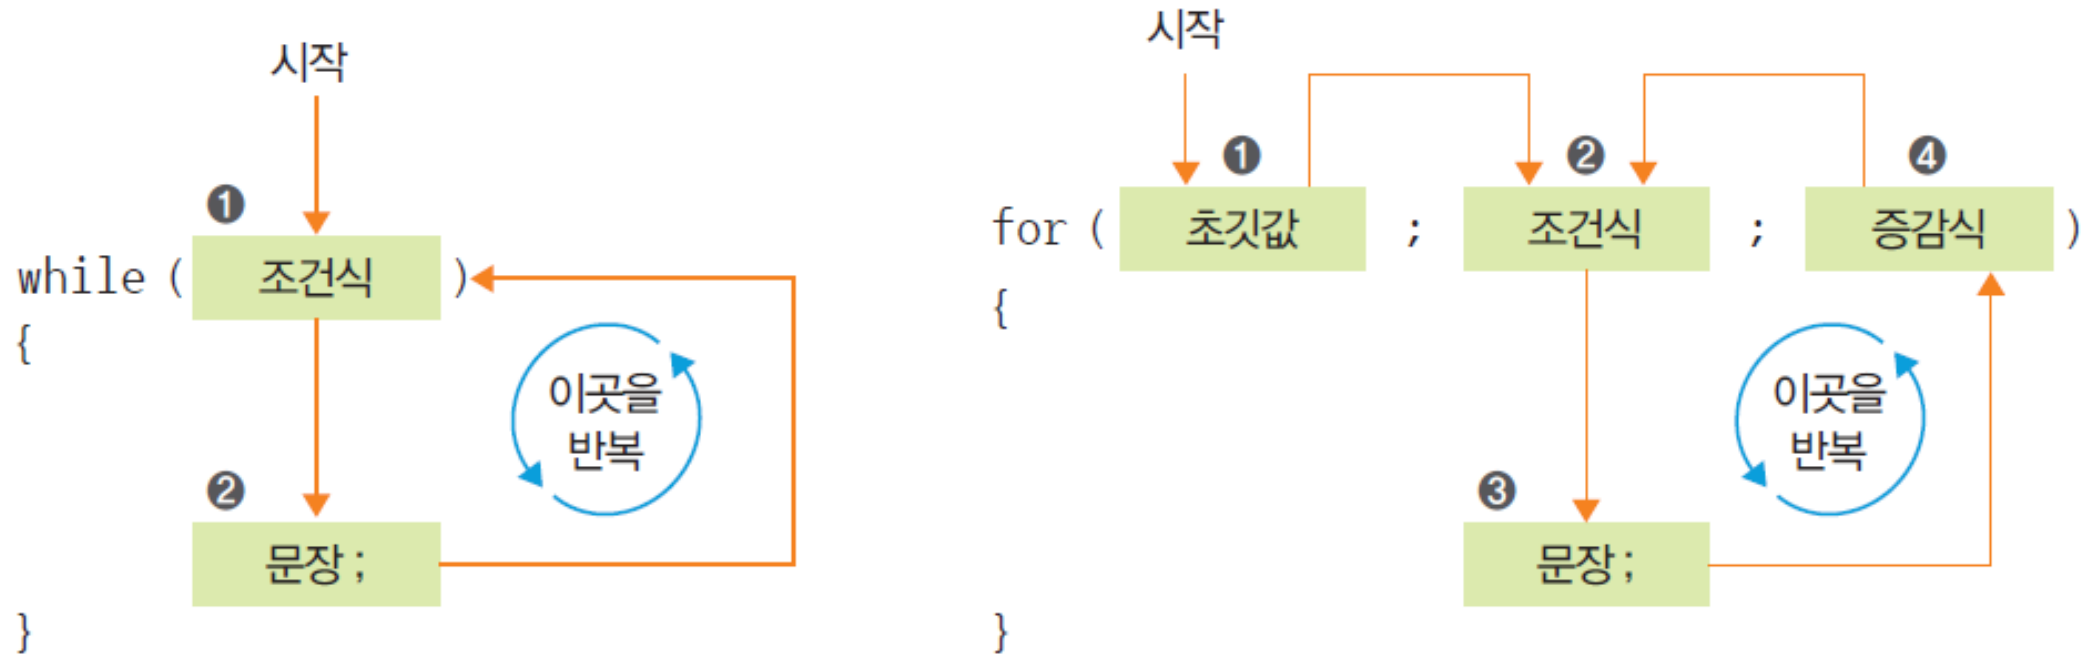 시작
❶
while ( 조건식 )
{
이곳을
반복
❷
문장 ;
}
시작
❶ ❷ ❹
for ( 초깃값 ; 조건식 ; 증감식 )
{
이곳을
반복
❸
문장 ;
}